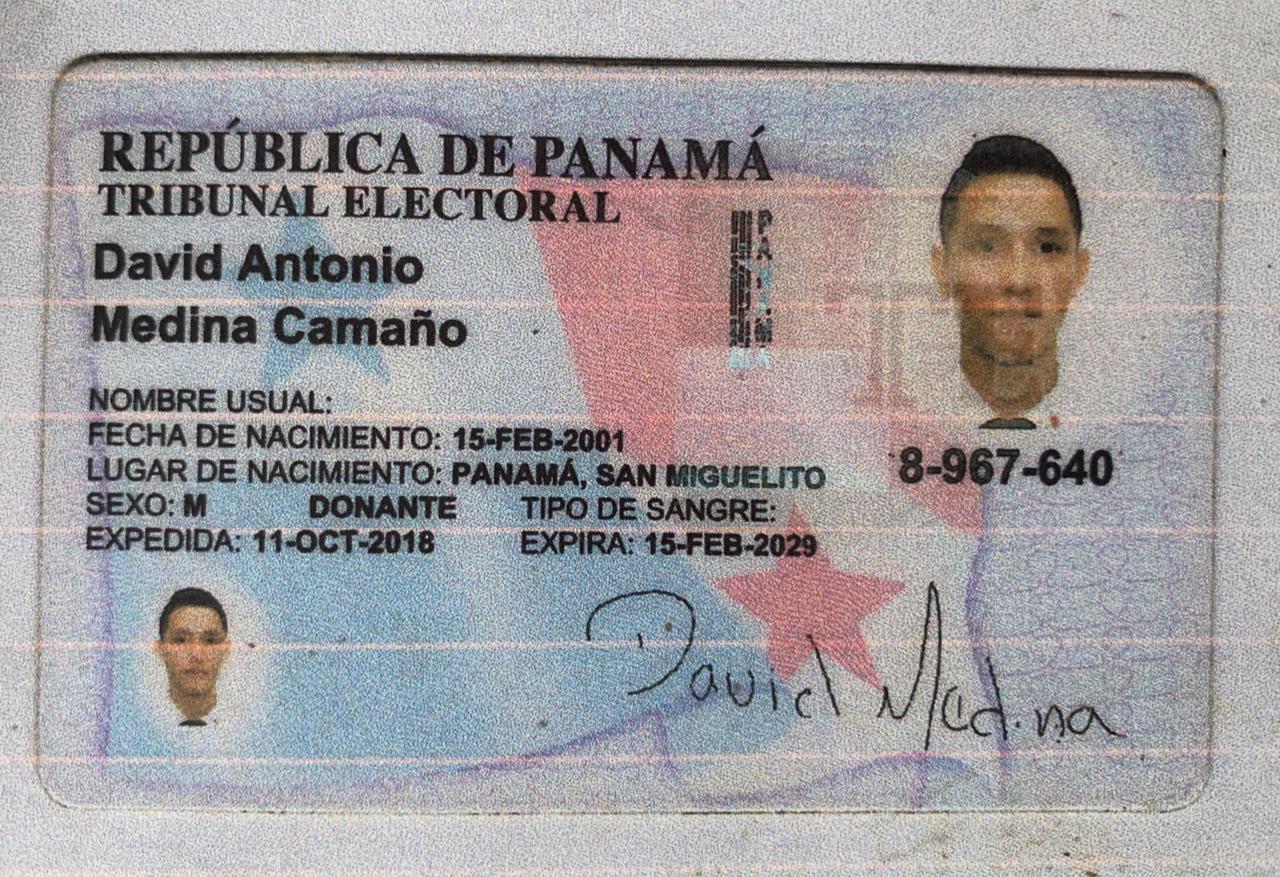 REPÚBLICA DE PANAMÁ
TRIBUNAL ELECTORAL
David Antonio
Medina Camaño
NOMBRE USUAL:
FECHA DE NACIMIENTO: 15-FEB-2001
LUGAR DE NACIMIENTO: PANAMÁ, SAN MIGUELITO
SEXO: M DONANTE TIPO DE SANGRE:
EXPEDIDA: 11-OCT-2018 EXPIRA: 15-FEB-2029
8-967-640
David Medina